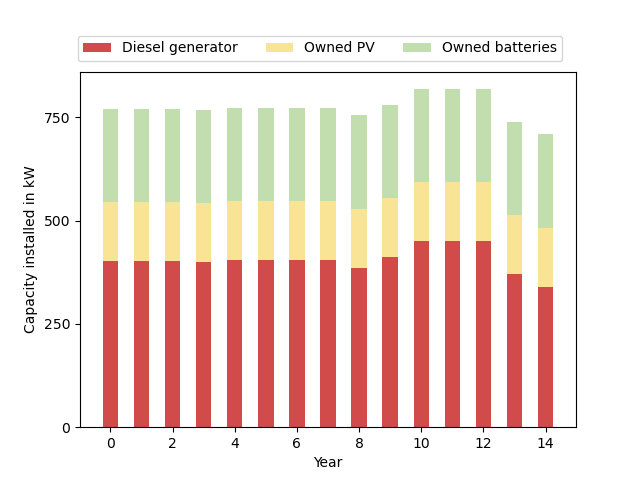 Diesel generator Owned PV Owned batteries
Capacity installed in kW
750
500
250
0
0 2 4 6 8 10 12 14
Year